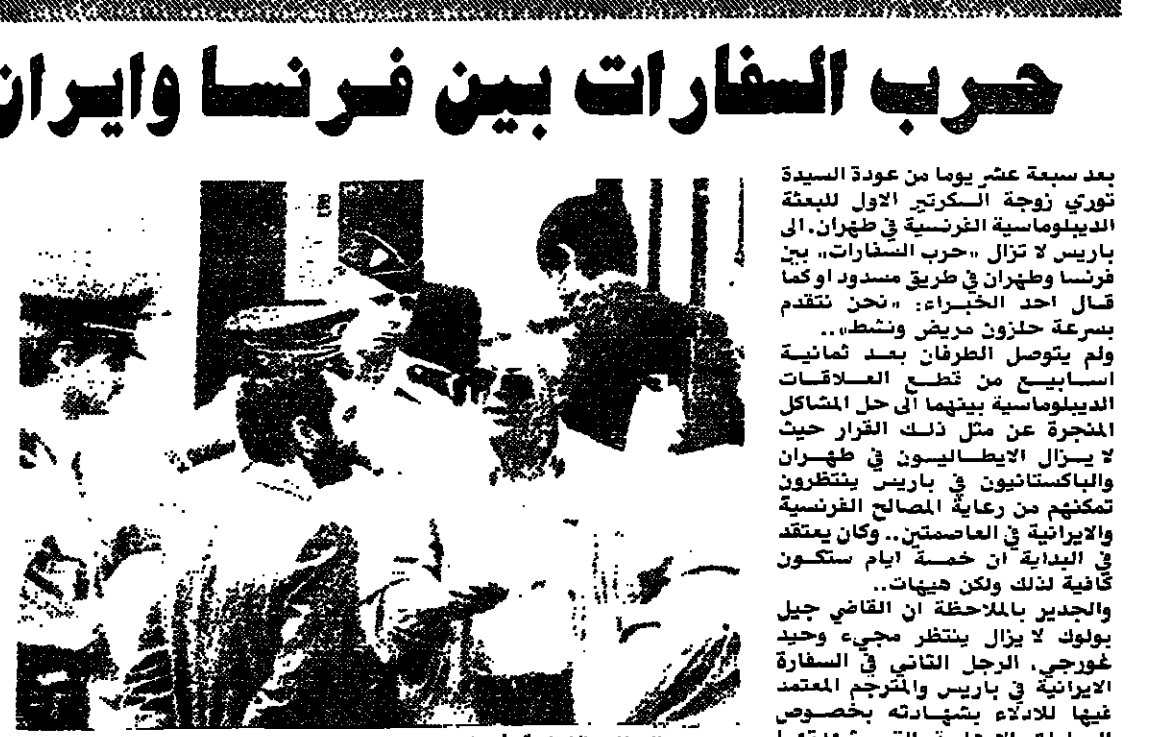 حرب السفارات بين فرنسا وايران
بعد سبعة عشر يوما من عودة السيدة
توري زوجة السكرتير الاول للبعثة
الديبلوماسية الفرنسية في طهران، الى
باريس لا تزال «حرب السفارات» بين
فرنسا وطهران في طريق مسدود او كما
قال احد الخبراء: «نحن نتقدم
بسرعة حلزون مريض ونشط»..
ولم يتوصل الطرفان بعد ثمانية
اسابيع من قطع العلاقات
الديبلوماسية بينهما الى حل المشاكل
المنجرة عن مثل ذلك القرار حيث
لا يزال الايطاليون في طهران
والباكستانيون في باريس ينتظرون
تمكنهم من رعاية المصالح الفرنسية
والايرانية في العاصمتين.. وكان يعتقد
في البداية ان خمسة ايام ستكون
كافية لذلك ولكن هيهات..
والجدير بالملاحظة ان القاضي جيل
بولوك لا يزال ينتظر مجيء وحيد
غورجي، الرجل الثاني في السفارة
الايرانية في باريس والمترجم المعتمد
فيها للادلاء بشهادته بخصوص